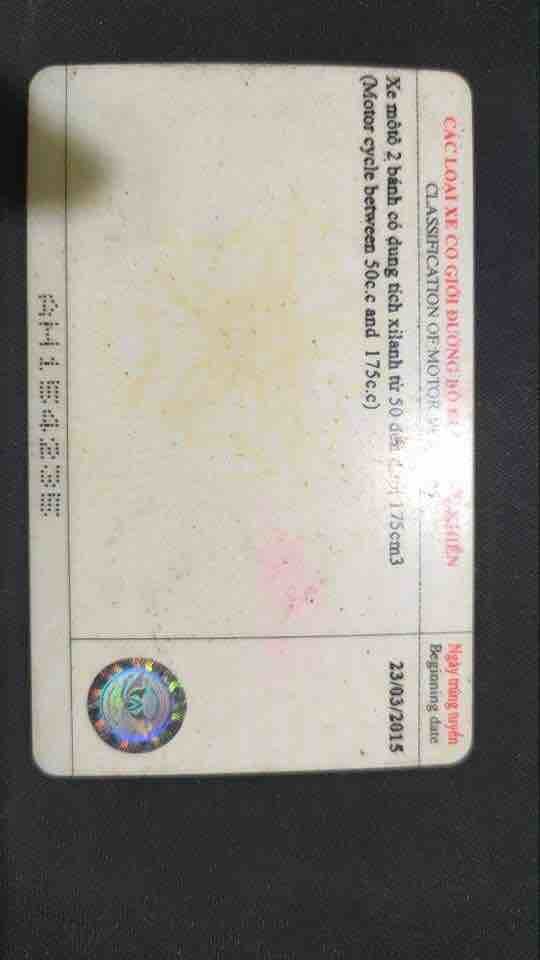 CÁC LOẠI XE CƠ GIỚI ĐƯỜNG BỘ KHIỂN
CLASSIFICATION OF MOTOR
Ngày trúng tuyển
Beginning date
Xe môtô 2 bánh có dung tích xilanh từ 50 đến 175cm3
(Motor cycle between 50c.c and 175c.c)
23/03/2015